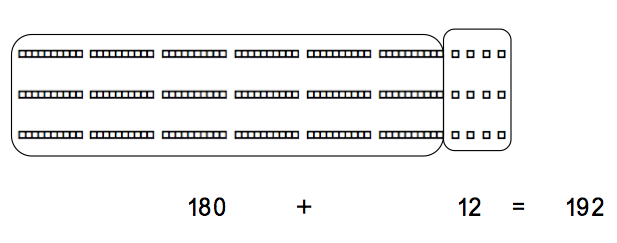 180 + 12 = 192